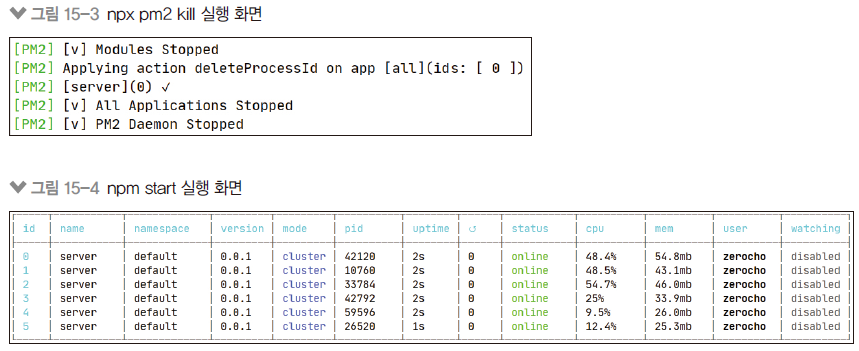 그림 15-3 npx pm2 kill 실행 화면
[PM2] [v] Modules Stopped
[PM2] Applying action deleteProcessId on app [all](ids: [ 0 ])
[PM2] [server](0) ✓
[PM2] [v] All Applications Stopped
[PM2] [v] PM2 Daemon Stopped
그림 15-4 npm start 실행 화면
id name namespace version mode pid uptime ↺ status cpu mem user watching
0 server default 0.0.1 cluster 42120 2s 0 online 48.4% 54.8mb zerocho disabled
1 server default 0.0.1 cluster 10760 2s 0 online 48.5% 43.1mb zerocho disabled
2 server default 0.0.1 cluster 33784 2s 0 online 54.7% 46.0mb zerocho disabled
3 server default 0.0.1 cluster 42792 2s 0 online 25% 33.9mb zerocho disabled
4 server default 0.0.1 cluster 59596 2s 0 online 9.5% 26.0mb zerocho disabled
5 server default 0.0.1 cluster 26520 1s 0 online 12.4% 25.3mb zerocho disabled